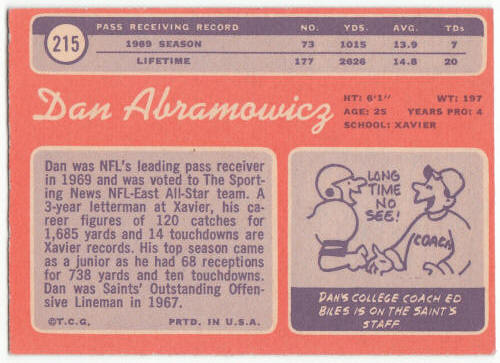 215
PASS RECEIVING RECORD NO. YDS. AVG. TDs
1969 SEASON 73 1015 13.9 7
LIFETIME 177 2626 14.8 20
Dan Abramowicz
HT: 6'1" WT: 197
AGE: 25 YEARS PRO: 4
SCHOOL: XAVIER
Dan was NFL's leading pass receiver
in 1969 and was voted to The Sport-
ing News NFL-East All-Star team. A
3-year letterman at Xavier, his ca-
reer figures of 120 catches for
1,685 yards and 14 touchdowns are
Xavier records. His top season came
as a junior as he had 68 receptions
for 738 yards and ten touchdowns.
Dan was Saints' Outstanding Offen-
sive Lineman in 1967.
©T.C.G. PRTD. IN U.S.A.
LONG
TIME
NO
SEE!
COACH
DAN'S COLLEGE COACH ED
BILES IS ON THE SAINT'S
STAFF